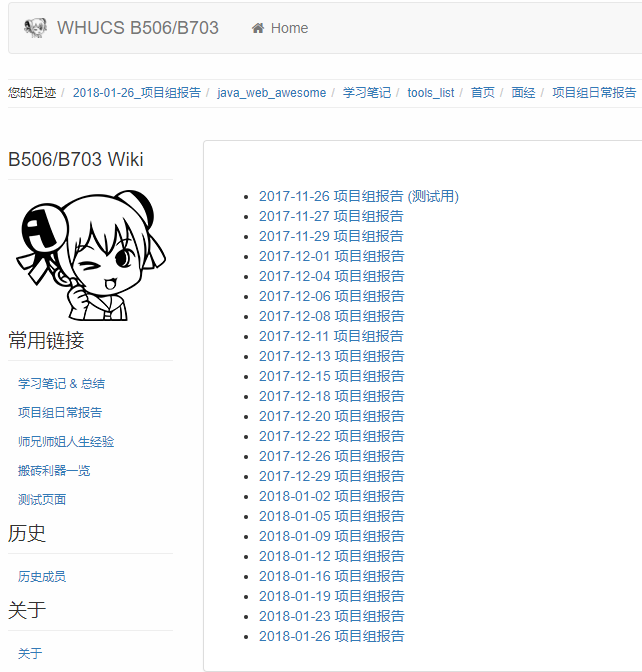 WHUCS B506/B703 Home
您的足迹 / 2018-01-26_项目组报告 / java_web_awesome / 学习笔记 / tools_list / 首页 / 面经 / 项目组日常报告
B506/B703 Wiki
常用链接
学习笔记 & 总结
项目组日常报告
师兄师姐人生经验
搬砖利器一览
测试页面
历史
历史成员
关于
关于
2017-11-26 项目组报告 (测试用)
2017-11-27 项目组报告
2017-11-29 项目组报告
2017-12-01 项目组报告
2017-12-04 项目组报告
2017-12-06 项目组报告
2017-12-08 项目组报告
2017-12-11 项目组报告
2017-12-13 项目组报告
2017-12-15 项目组报告
2017-12-18 项目组报告
2017-12-20 项目组报告
2017-12-22 项目组报告
2017-12-26 项目组报告
2017-12-29 项目组报告
2018-01-02 项目组报告
2018-01-05 项目组报告
2018-01-09 项目组报告
2018-01-12 项目组报告
2018-01-16 项目组报告
2018-01-19 项目组报告
2018-01-23 项目组报告
2018-01-26 项目组报告